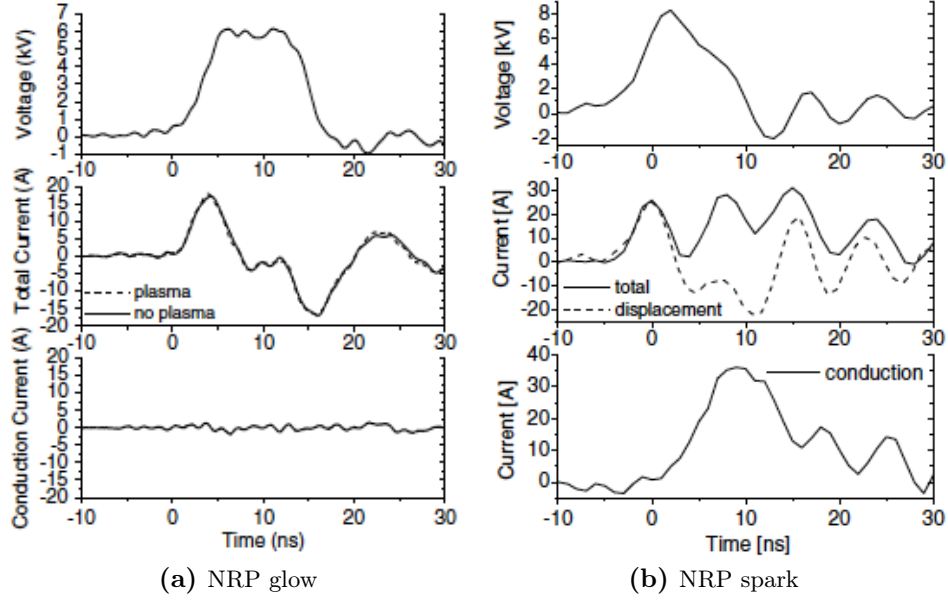 Voltage [kV]
7
6
5
4
3
2
1
0
-1
-10 0 10 20 30
Total Current (A)
20
15
10
5
0
-5
-10
-15
-20
plasma
no plasma
-10 0 10 20 30
Conduction Current (A)
20
15
10
5
0
-5
-10
-15
-20
-10 0 10 20 30
Time (ns)
(a) NRP glow
Voltage [kV]
8
6
4
2
0
-2
-10 0 10 20 30
Current [A]
30
20
10
0
-10
-20
total
displacement
-10 0 10 20 30
Current [A]
40
30
20
10
0
conduction
-10 0 10 20 30
Time [ns]
(b) NRP spark